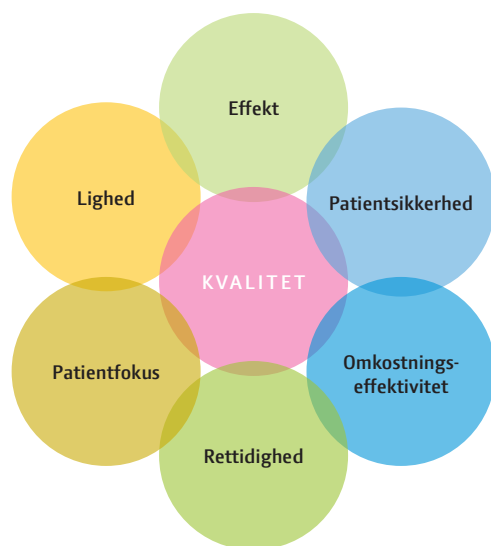 Effekt
Lighed
Patientsikkerhed
KVALITET
Patientfokus
Omkostnings-
effektivitet
Rettidighed